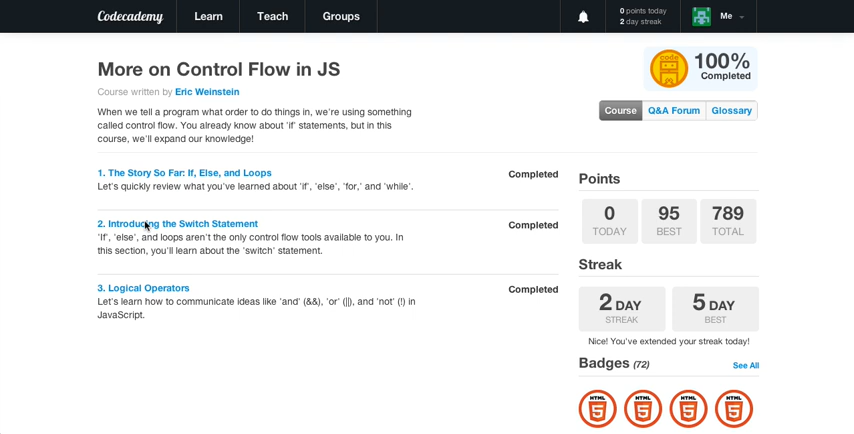 Codecademy Learn Teach Groups 0 points today Me
2 day streak
More on Control Flow in JS
Course written by Eric Weinstein
When we tell a program what order to do things in, we're using something
called control flow. You already know about 'if' statements, but in this
course, we'll expand our knowledge!
code
100%
Completed
Course Q&A Forum Glossary
1. The Story So Far: If, Else, and Loops Completed
Let's quickly review what you've learned about 'if', 'else', 'for,' and 'while'.
2. Introducing the Switch Statement Completed
'If', 'else', and loops aren't the only control flow tools available to you. In
this section, you'll learn about the 'switch' statement.
3. Logical Operators Completed
Let's learn how to communicate ideas like 'and' (&&), 'or' (||), and 'not' (!) in
JavaScript.
Points
0 95 789
TODAY BEST TOTAL
Streak
2 DAY 5 DAY
STREAK BEST
Nice! You've extended your streak today!
Badges (72) See All
HTML HTML HTML HTML
5 5 5 5